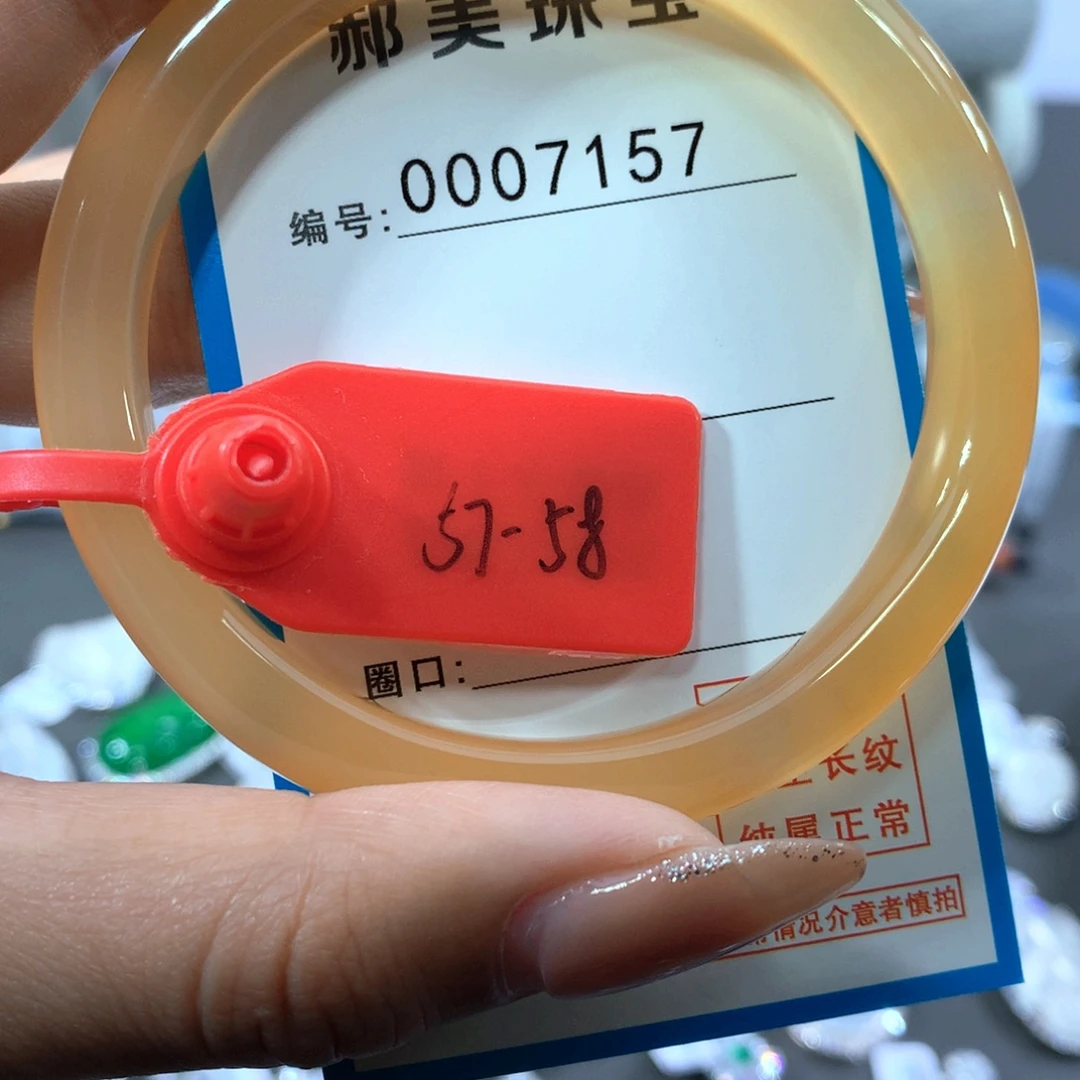 郝美珠宝
编号: 0007157
57-58
圈口:
长纹
纯属正常
情况介意者慎拍